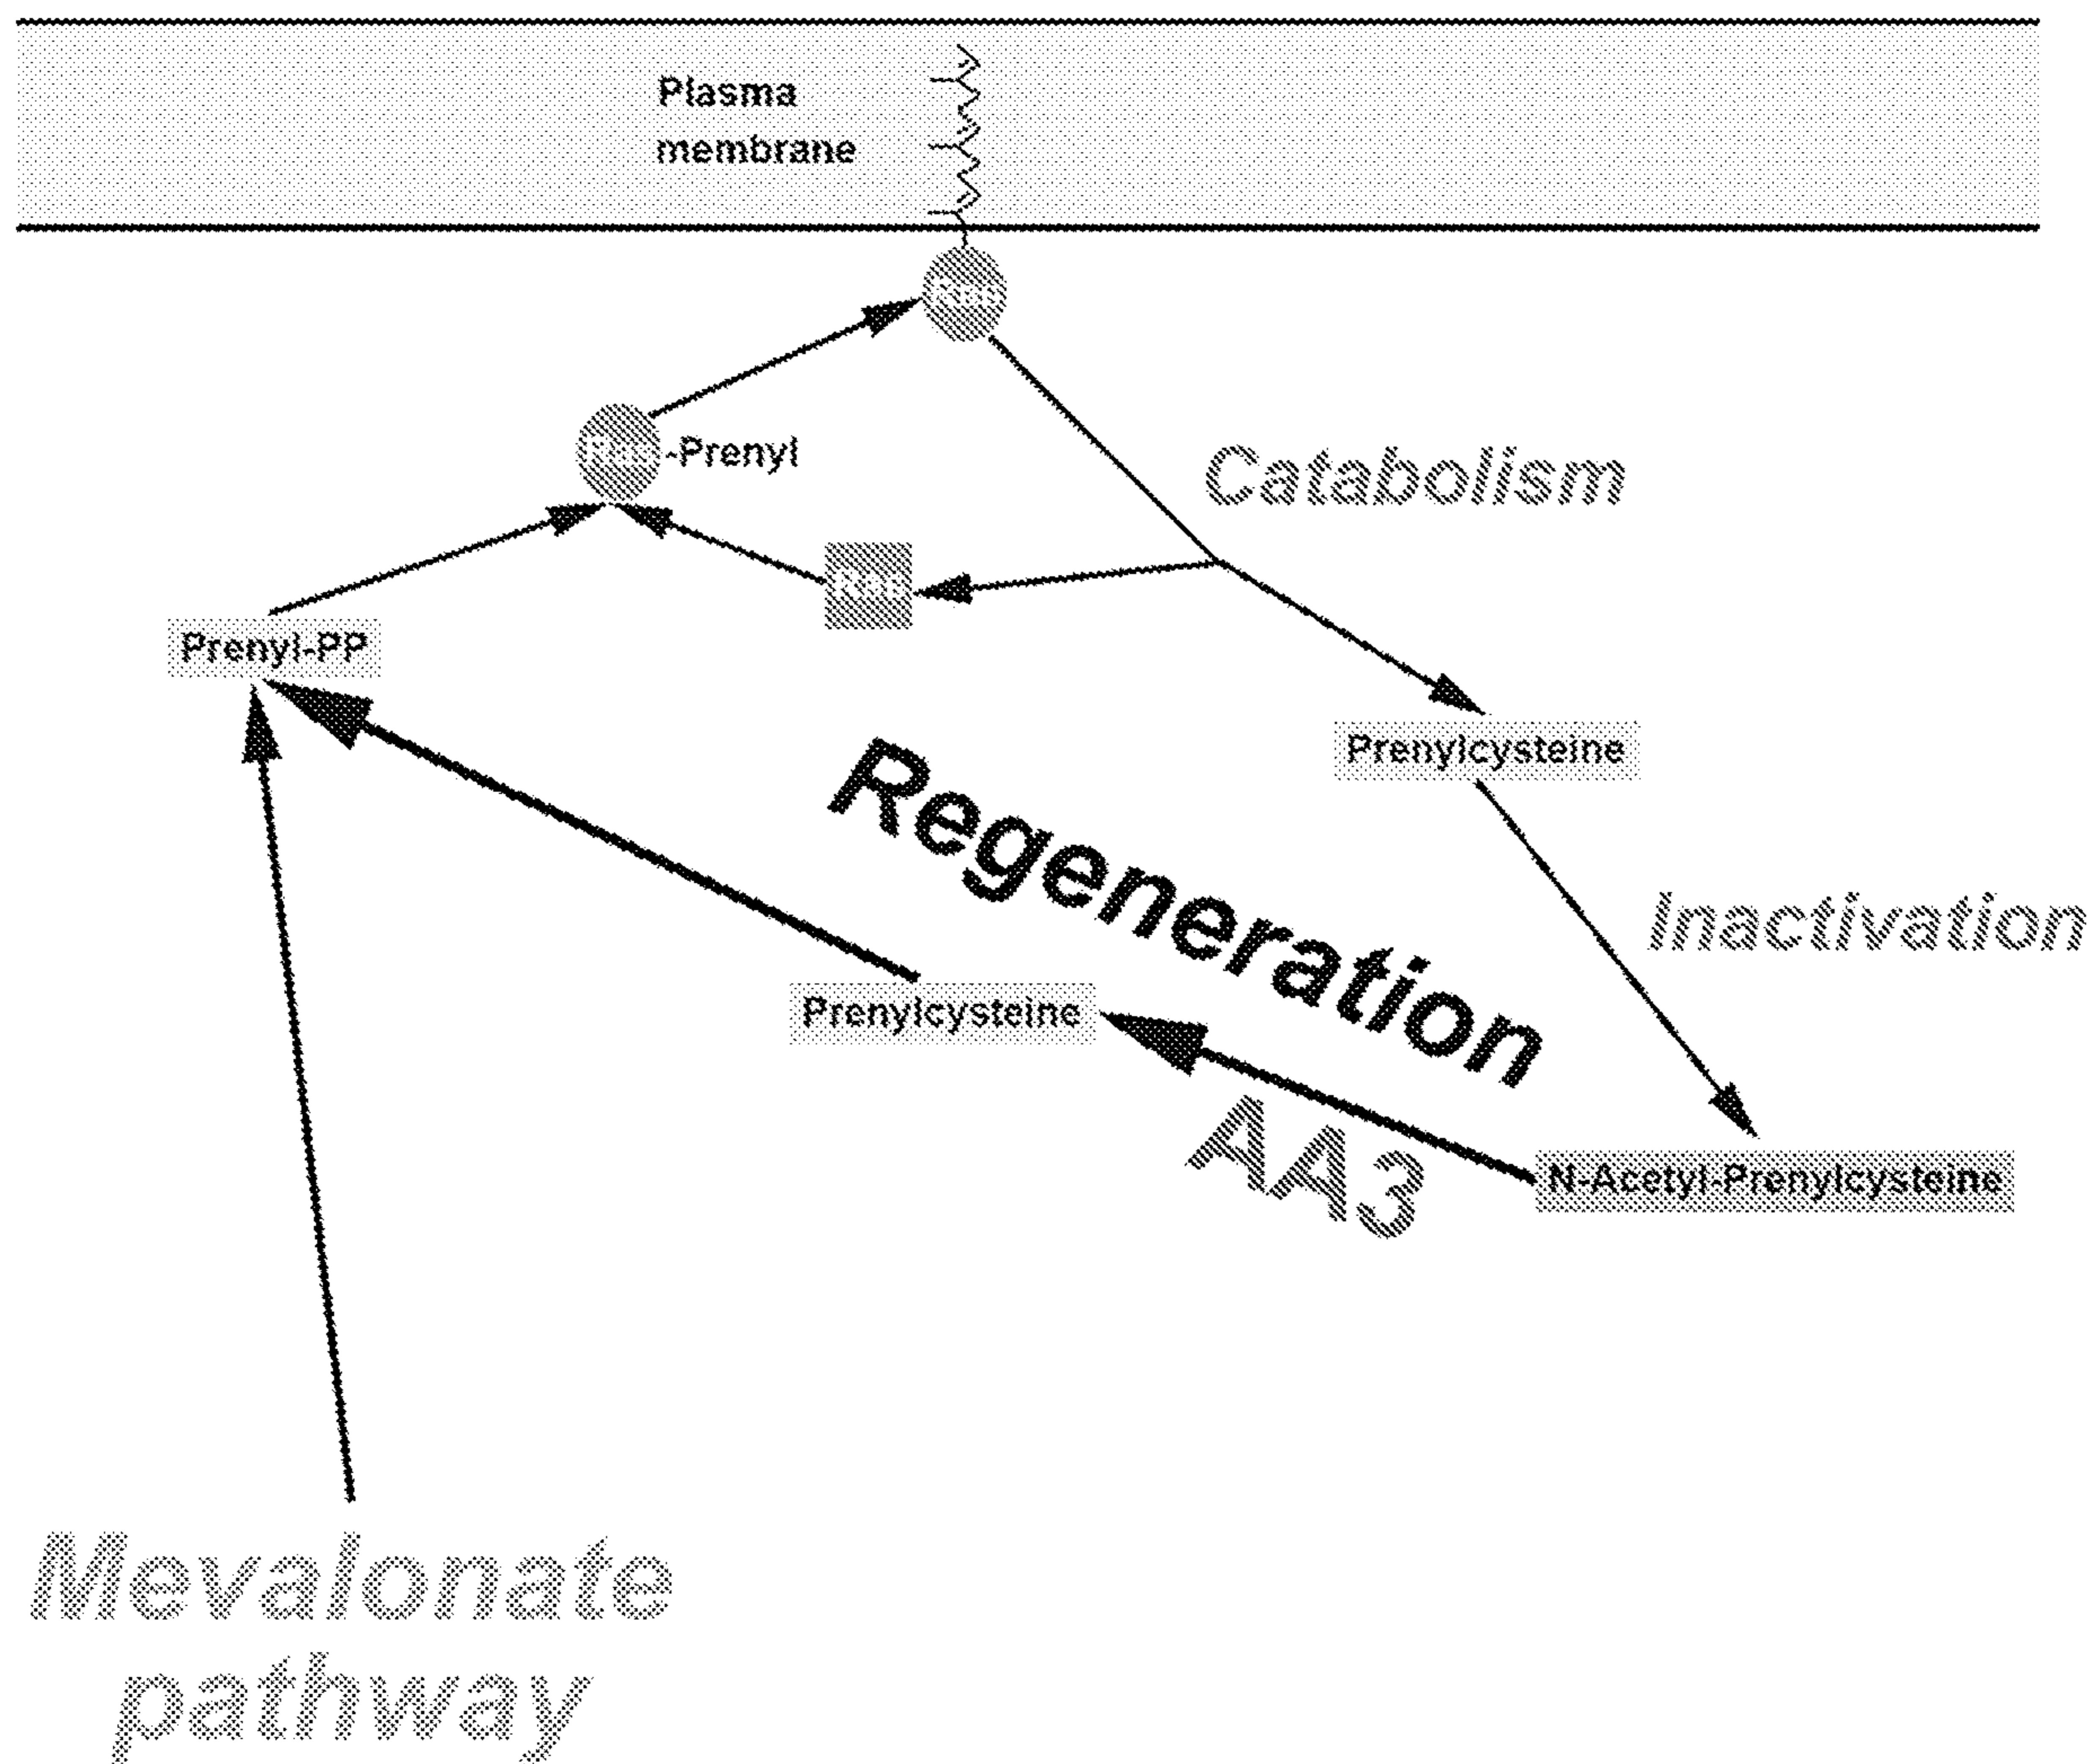 Plasma
membrane
-Prenyl
Catabolism
Prenyl-PP
Prenylcysteine
Regeneration
Inactivation
Prenylcysteine
AA3
N-Acetyl-Prenylcysteine
Mevalonate
pathway